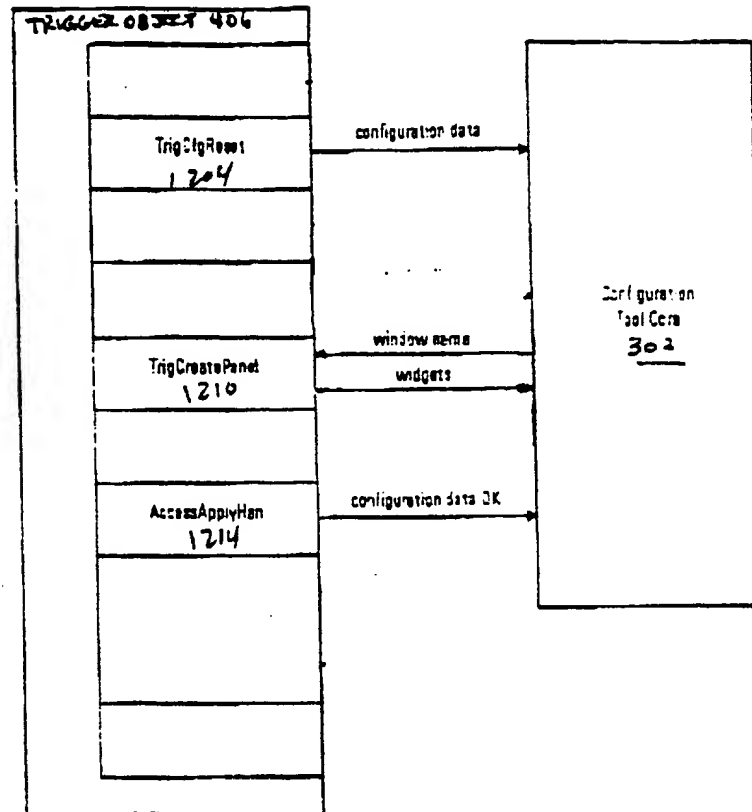 TRIGGER OBJECT 406
TrigCfgReset
1204
configuration data
Configuration
Tool Core
302
window name
TrigCreatePanel
1210
widgets
AccessApplyHan
1214
configuration data OK